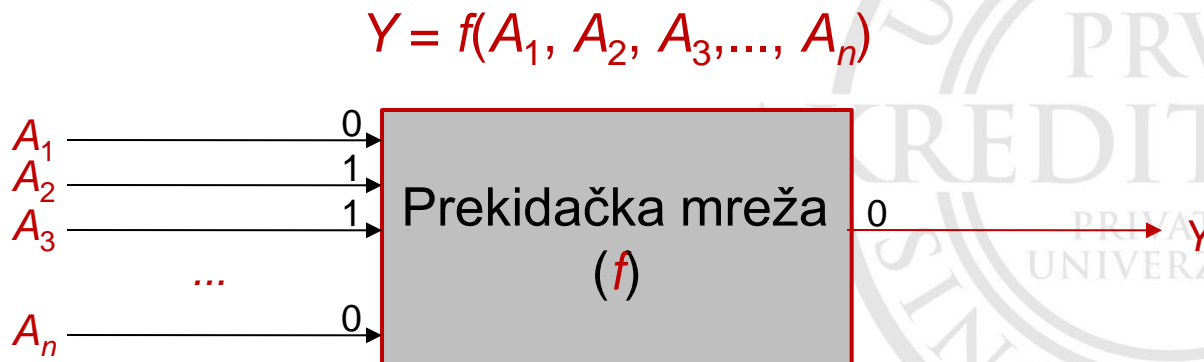 Y = f(A₁, A₂, A₃,..., Aₙ)
A₁ 0
A₂ 1
A₃ 1
...
Aₙ 0
Prekidačka mreža
(f)
0 Y